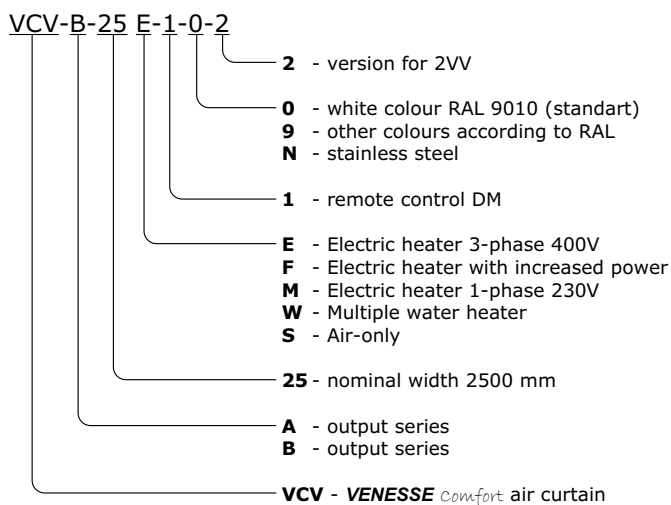 VCV-B-25 E-1-0-2
2 - version for 2VV
0 - white colour RAL 9010 (standart)
9 - other colours according to RAL
N - stainless steel
1 - remote control DM
E - Electric heater 3-phase 400V
F - Electric heater with increased power
M - Electric heater 1-phase 230V
W - Multiple water heater
S - Air-only
25 - nominal width 2500 mm
A - output series
B - output series
VCV - VENESSE Comfort air curtain